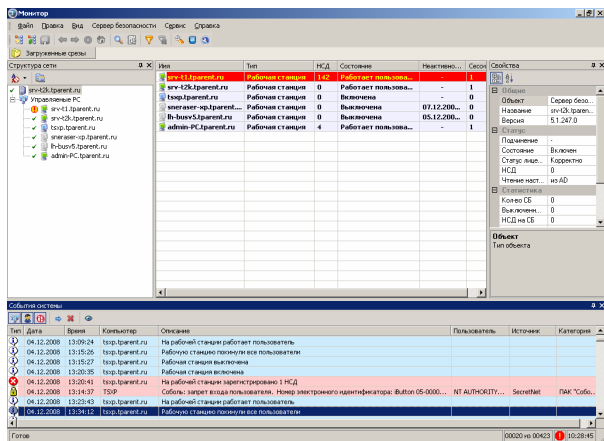 Монитор
Файл Правка Вид Сервер безопасности Сервис Справка
Загруженные срезы
Структура сети
srv-t2k.tparent.ru
Управляемые РС
srv-t1.tparent.ru
srv-t2k.tparent.ru
tsxp.tparent.ru
sneraser-xp.tparent.ru
lh-busv5.tparent.ru
admin-PC.tparent.ru
Имя Тип НСД Состояние Неактивно... Сессии
srv-t1.tparent.ru Рабочая станция 142 Работает пользова... - 1
srv-t2k.tparent.ru Рабочая станция 0 Работает пользова... - 1
tsxp.tparent.ru Рабочая станция 0 Включена - 0
sneraser-xp.tparent.... Рабочая станция 0 Выключена 07.12.200... 0
lh-busv5.tparent.ru Рабочая станция 0 Выключена 05.12.200... 0
admin-PC.tparent.ru Рабочая станция 4 Работает пользова... - 1
Свойства
Общие
Объект Сервер безо...
Название srv-t2k.tparen...
Версия 5.1.247.0
Статус
Подчинение -
Состояние Включен
Статус лице... Корректно
НСД 0
Чтение наст... из AD
Статистика
Кол-во СБ 0
Выключенн... 0
НСД на СБ 0
Объект
Тип объекта
События системы
Тип Дата Время Компьютер Описание Пользователь Источник Категория
04.12.2008 13:09:24 tsxp.tparent.ru На рабочей станции работает пользователь
04.12.2008 13:15:26 tsxp.tparent.ru Рабочую станцию покинули все пользователи
04.12.2008 13:15:27 tsxp.tparent.ru Рабочая станция выключена
04.12.2008 13:20:35 tsxp.tparent.ru Рабочая станция включена
04.12.2008 13:20:41 tsxp.tparent.ru На рабочей станции зарегистрировано 1 НСД
04.12.2008 13:14:37 TSXP Соболь: запрет входа пользователя. Номер электронного идентификатора: iButton 05-0000... NT AUTHORITY... SecretNet ПАК "Собо...
04.12.2008 13:23:43 tsxp.tparent.ru На рабочей станции работает пользователь
04.12.2008 13:34:12 tsxp.tparent.ru Рабочую станцию покинули все пользователи
Готов 00020 из 00423 10:28:45